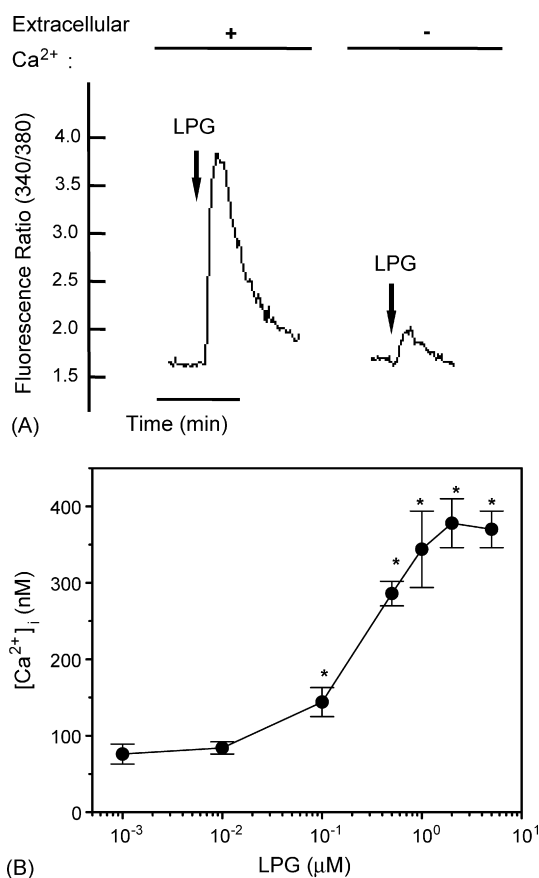 Extracellular
Ca²⁺ :
+ -
Fluorescence Ratio (340/380)
4.0
3.5
3.0
2.5
2.0
1.5
LPG
LPG
Time (min)
(A)
[Ca²⁺]ᵢ (nM)
400
300
200
100
0
* * * * *
10⁻³ 10⁻² 10⁻¹ 10⁰ 10¹
LPG (μM)
(B)